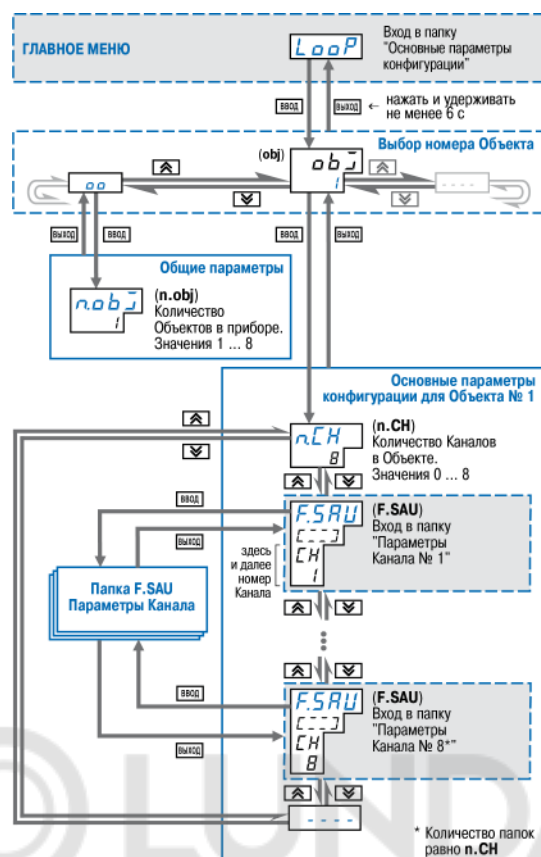 ГЛАВНОЕ МЕНЮ
LooP
Вход в папку
"Основные параметры
конфигурации"
ВВОД
ВЫХОД
← нажать и удерживать
не менее 6 с
Выбор номера Объекта
(obj)
obJ
1
oo
- - - -
ВЫХОД
ВВОД
ВВОД
ВЫХОД
Общие параметры
n.obJ
1
(n.obj)
Количество
Объектов в приборе.
Значения 1 ... 8
Основные параметры
конфигурации для Объекта № 1
n.CH
8
(n.CH)
Количество Каналов
в Объекте.
Значения 0 ... 8
ВВОД
ВЫХОД
F.SAU
[---]
CH
1
(F.SAU)
Вход в папку
"Параметры
Канала № 1"
здесь
и далее
номер
Канала
Папка F.SAU
Параметры Канала
ВВОД
ВЫХОД
F.SAU
[---]
CH
8
(F.SAU)
Вход в папку
"Параметры
Канала № 8*"
- - - -
* Количество папок
равно n.CH
LUND